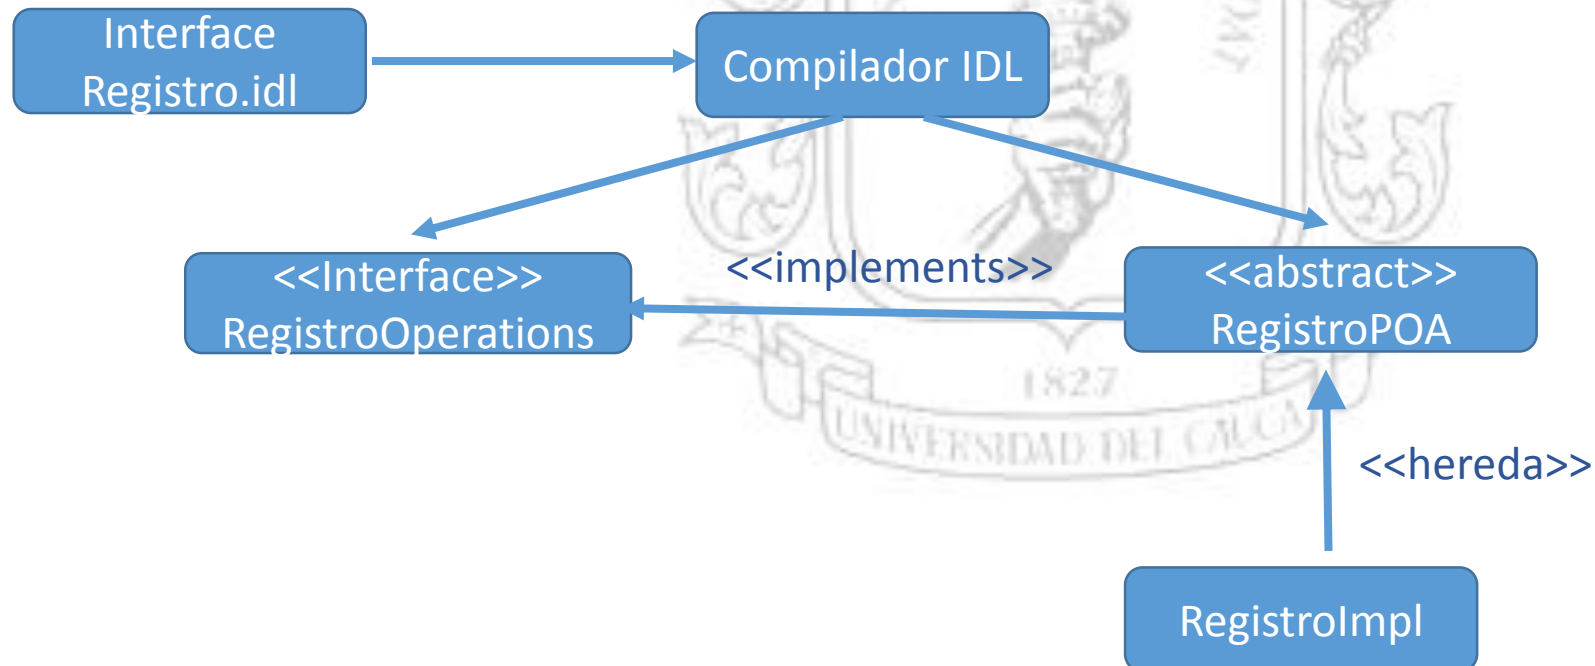 Interface
Registro.idl
Compilador IDL
<<implements>>
<<Interface>>
RegistroOperations
<<abstract>>
RegistroPOA
1827
UNIVERSIDAD DEL CAUCA
<<hereda>>
RegistroImpl